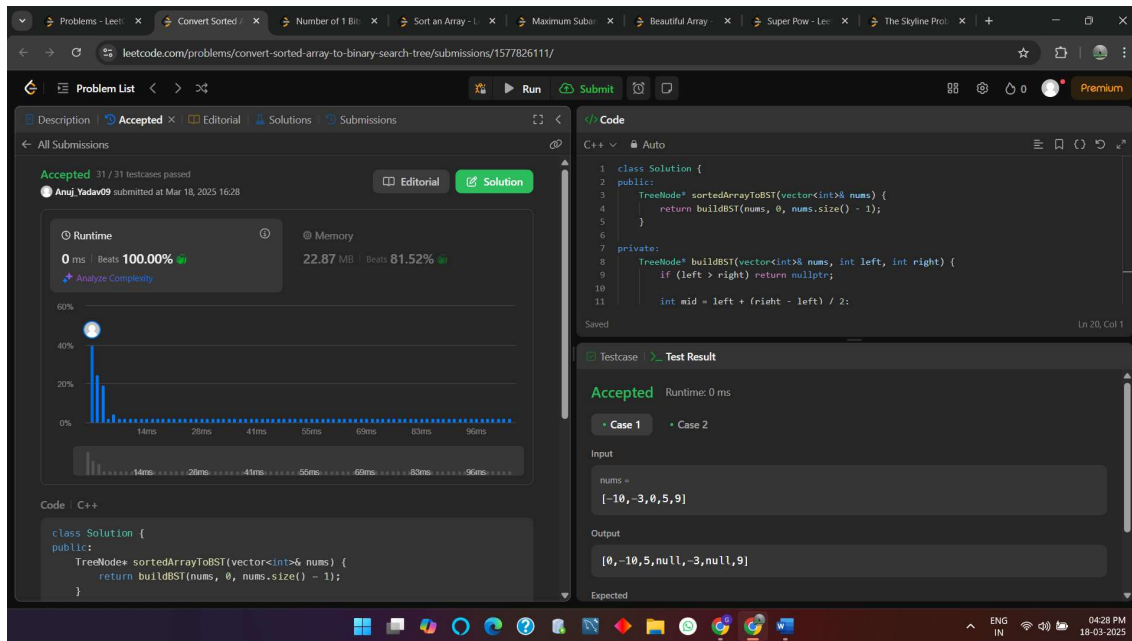 Problems - LeetC
Convert Sorted A
Number of 1 Bits
Sort an Array - L
Maximum Subar
Beautiful Array -
Super Pow - Lee
The Skyline Prob
leetcode.com/problems/convert-sorted-array-to-binary-search-tree/submissions/1577826111/
Problem List
Run
Submit
0
Premium
Description
Accepted
Editorial
Solutions
Submissions
All Submissions
Accepted 31 / 31 testcases passed
Anuj_Yadav09 submitted at Mar 18, 2025 16:28
Editorial
Solution
Runtime
0 ms Beats 100.00%
Analyze Complexity
Memory
22.87 MB Beats 81.52%
60%
40%
20%
0%
14ms 28ms 41ms 55ms 69ms 83ms 96ms
14ms 28ms 41ms 55ms 69ms 83ms 96ms
Code C++
class Solution {
public:
TreeNode* sortedArrayToBST(vector<int>& nums) {
return buildBST(nums, 0, nums.size() - 1);
}
</> Code
C++ Auto
1 class Solution {
2 public:
3 TreeNode* sortedArrayToBST(vector<int>& nums) {
4 return buildBST(nums, 0, nums.size() - 1);
5 }
6
7 private:
8 TreeNode* buildBST(vector<int>& nums, int left, int right) {
9 if (left > right) return nullptr;
10
11 int mid = left + (right - left) / 2;
Saved
Ln 20, Col 1
Testcase
Test Result
Accepted Runtime: 0 ms
Case 1 Case 2
Input
nums =
[-10,-3,0,5,9]
Output
[0,-10,5,null,-3,null,9]
Expected
ENG
IN
04:28 PM
18-03-2025